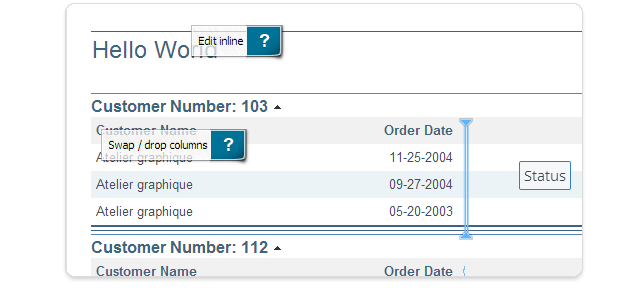 Edit inline ?
Hello World
Customer Number: 103
Customer Name Order Date
Swap / drop columns ?
Atelier graphique 11-25-2004
Status
Atelier graphique 09-27-2004
Atelier graphique 05-20-2003
Customer Number: 112
Customer Name Order Date